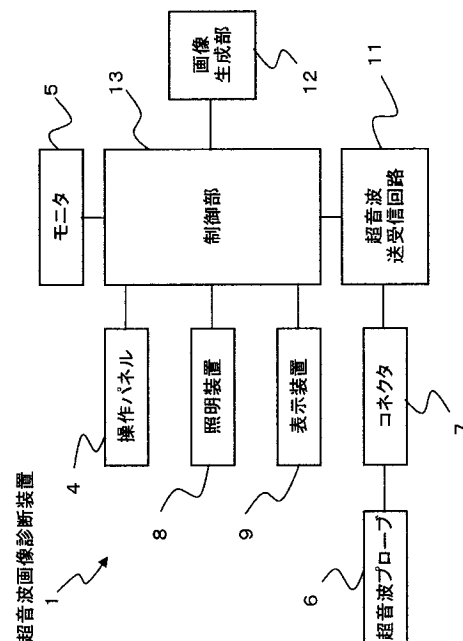 超音波画像診断装置
1
モニタ
5
13
画像
生成部
12
制御部
操作パネル
4
照明装置
8
表示装置
9
超音波
送受信回路
11
コネクタ
7
超音波プローブ
6